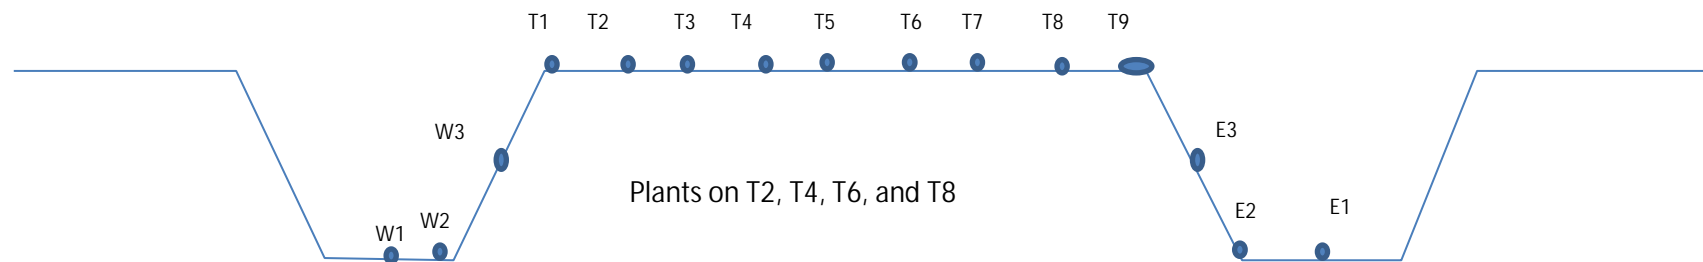 T1 T2 T3 T4 T5 T6 T7 T8 T9
W3 E3
Plants on T2, T4, T6, and T8
W1 W2 E2 E1